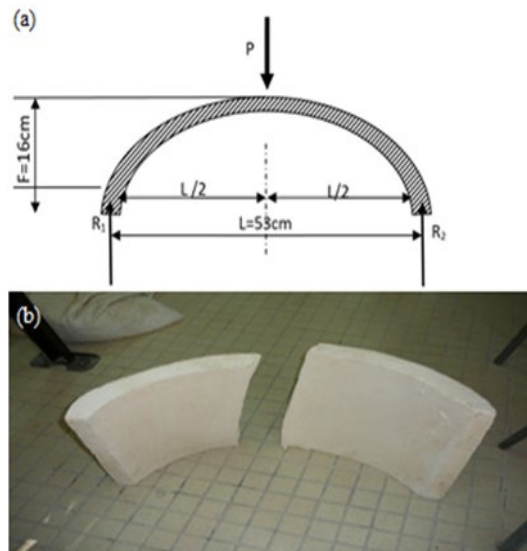 (a)
P
F=16cm
L /2
L/2
R₁
L=53cm
R₂
(b)